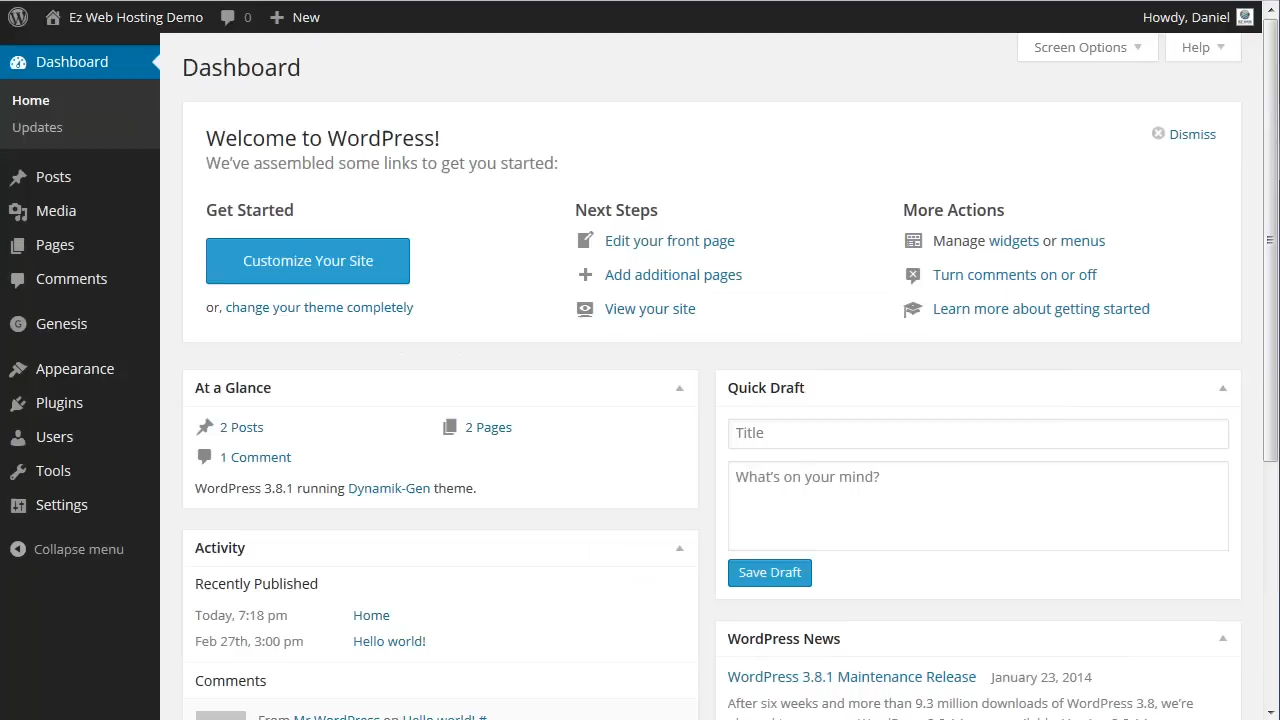 Ez Web Hosting Demo 0 New Howdy, Daniel
Dashboard
Home
Updates
Posts
Media
Pages
Comments
G Genesis
Appearance
Plugins
Users
Tools
Settings
Collapse menu
Screen Options Help
Dashboard
Welcome to WordPress!
We've assembled some links to get you started:
Dismiss
Get Started
Customize Your Site
or, change your theme completely
Next Steps
Edit your front page
Add additional pages
View your site
More Actions
Manage widgets or menus
Turn comments on or off
Learn more about getting started
At a Glance
2 Posts 2 Pages
1 Comment
WordPress 3.8.1 running Dynamik-Gen theme.
Activity
Recently Published
Today, 7:18 pm Home
Feb 27th, 3:00 pm Hello world!
Comments
From Mr WordPress on Hello world! #
Quick Draft
Title
What's on your mind?
Save Draft
WordPress News
WordPress 3.8.1 Maintenance Release January 23, 2014
After six weeks and more than 9.3 million downloads of WordPress 3.8, we're